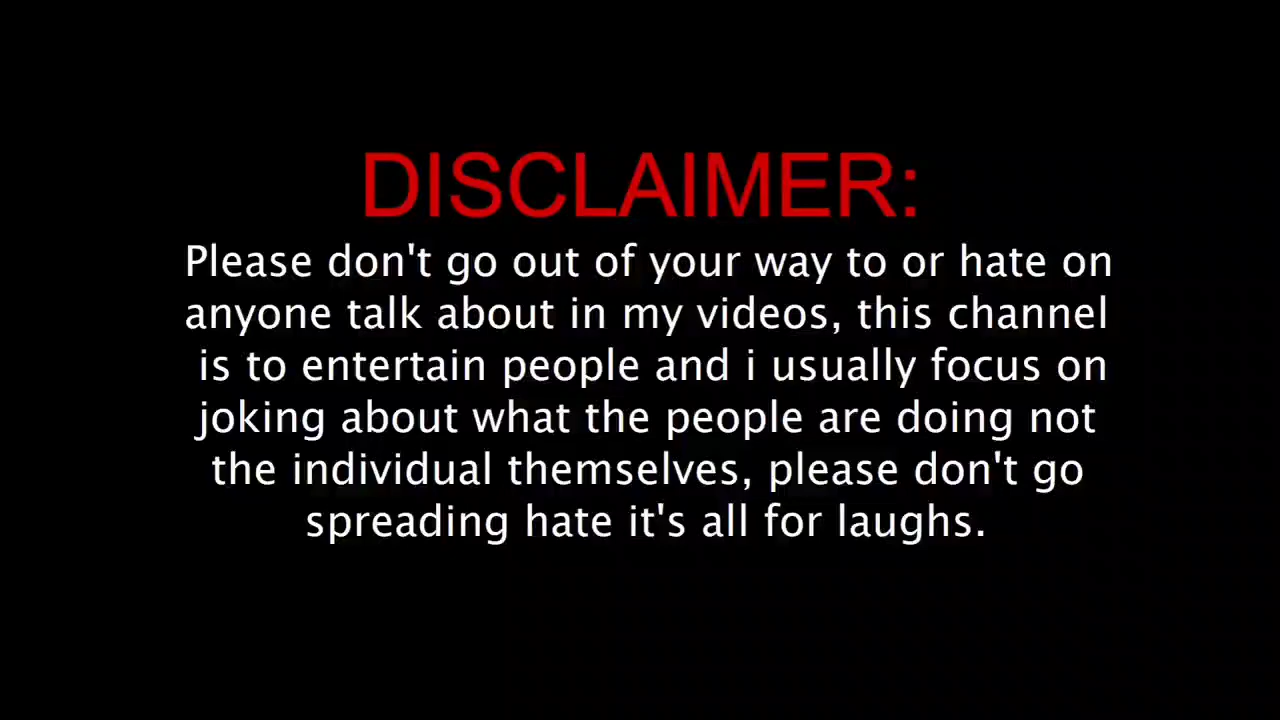 DISCLAIMER:
Please don't go out of your way to or hate on
anyone talk about in my videos, this channel
is to entertain people and i usually focus on
joking about what the people are doing not
the individual themselves, please don't go
spreading hate it's all for laughs.